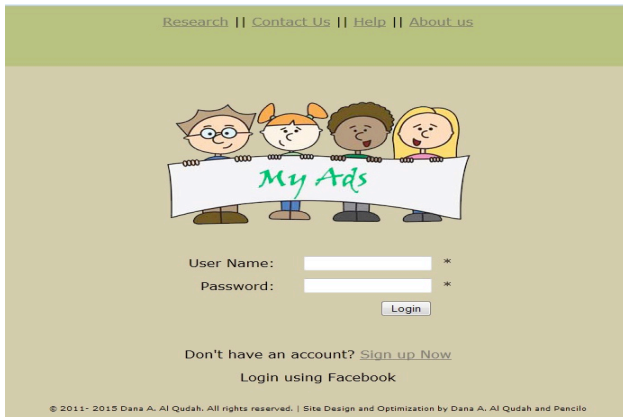 Research || Contact Us || Help || About us
My Ads
User Name: *
Password: *
Login
Don't have an account? Sign up Now
Login using Facebook
© 2011- 2015 Dana A. Al Qudah. All rights reserved. | Site Design and Optimization by Dana A. Al Qudah and Pencilo